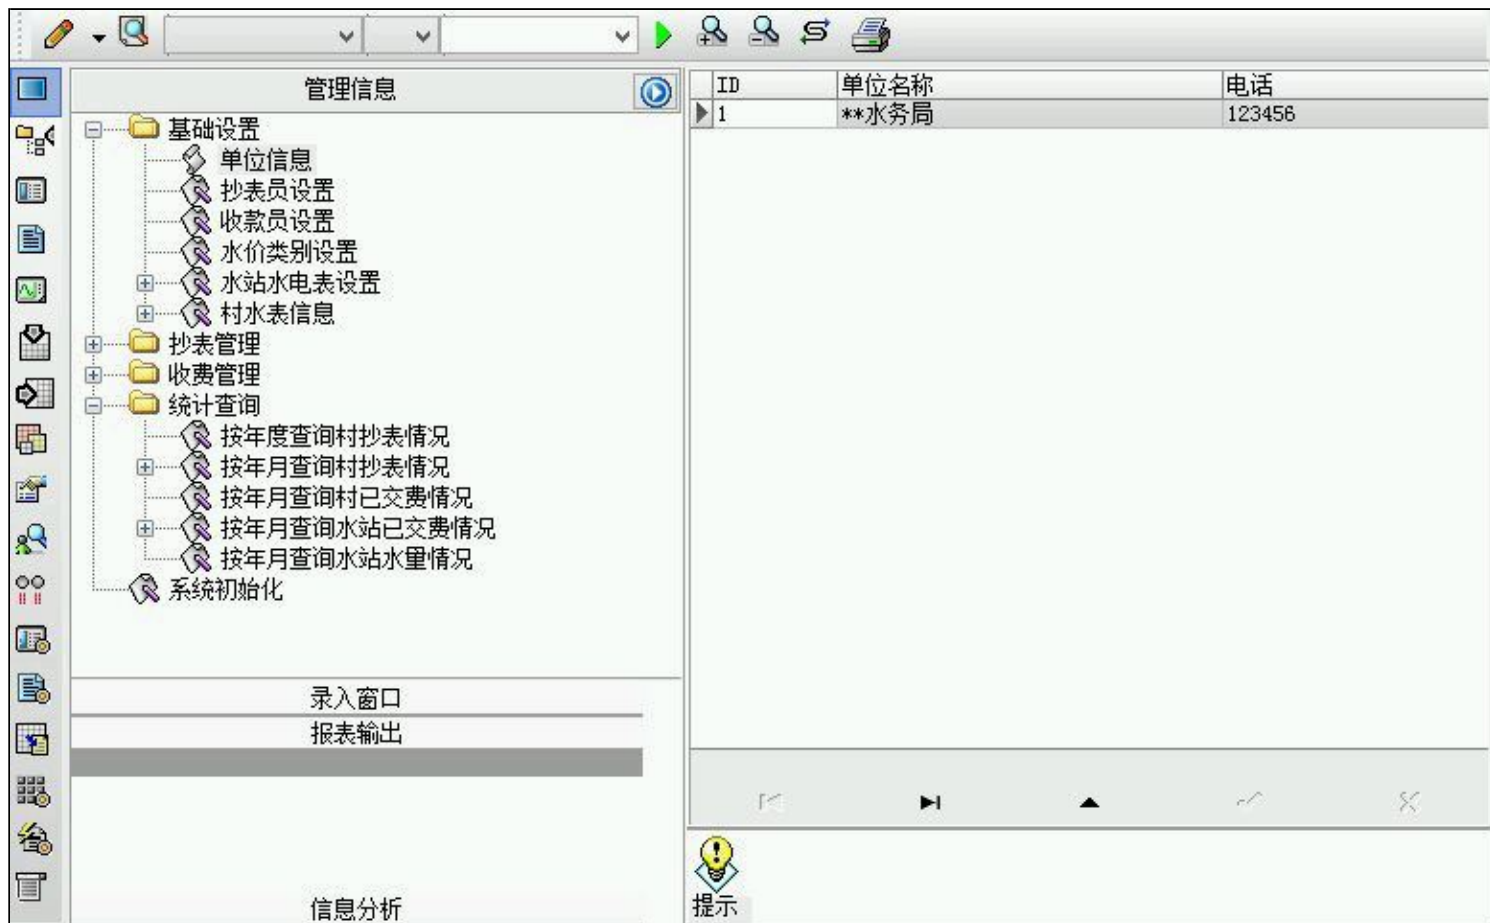 管理信息
基础设置
单位信息
抄表员设置
收款员设置
水价类别设置
水站水电表设置
村水表信息
抄表管理
收费管理
统计查询
按年度查询村抄表情况
按年月查询村抄表情况
按年月查询村已交费情况
按年月查询水站已交费情况
按年月查询水站水量情况
系统初始化
录入窗口
报表输出
信息分析
ID 单位名称 电话
1 **水务局 123456
提示